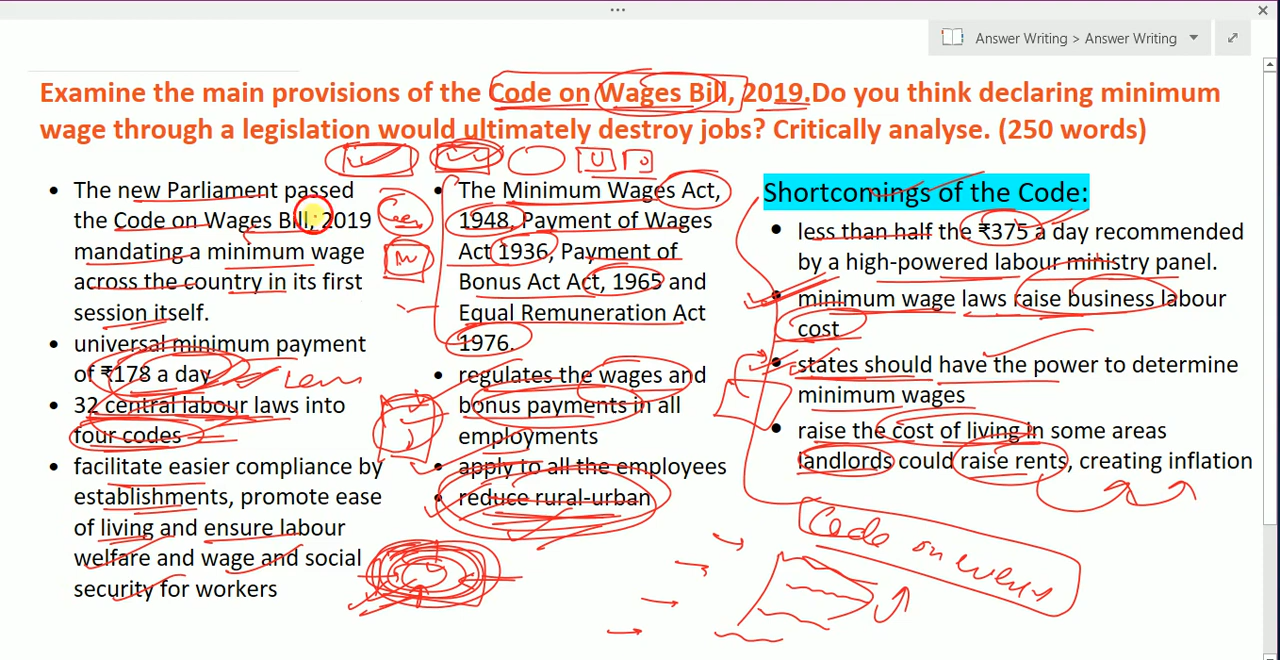 Answer Writing > Answer Writing
Examine the main provisions of the Code on Wages Bill, 2019.Do you think declaring minimum
wage through a legislation would ultimately destroy jobs? Critically analyse. (250 words)
• The new Parliament passed
the Code on Wages Bill, 2019
mandating a minimum wage
across the country in its first
session itself.
• universal minimum payment
of ₹178 a day
• 32 central labour laws into
four codes
• facilitate easier compliance by
establishments, promote ease
of living and ensure labour
welfare and wage and social
security for workers
• The Minimum Wages Act,
1948, Payment of Wages
Act 1936, Payment of
Bonus Act Act, 1965 and
Equal Remuneration Act
1976.
• regulates the wages and
bonus payments in all
employments
• apply to all the employees
• reduce rural-urban
Shortcomings of the Code:
• less than half the ₹375 a day recommended
by a high-powered labour ministry panel.
• minimum wage laws raise business labour
cost
• states should have the power to determine
minimum wages
• raise the cost of living in some areas
landlords could raise rents, creating inflation
Code on